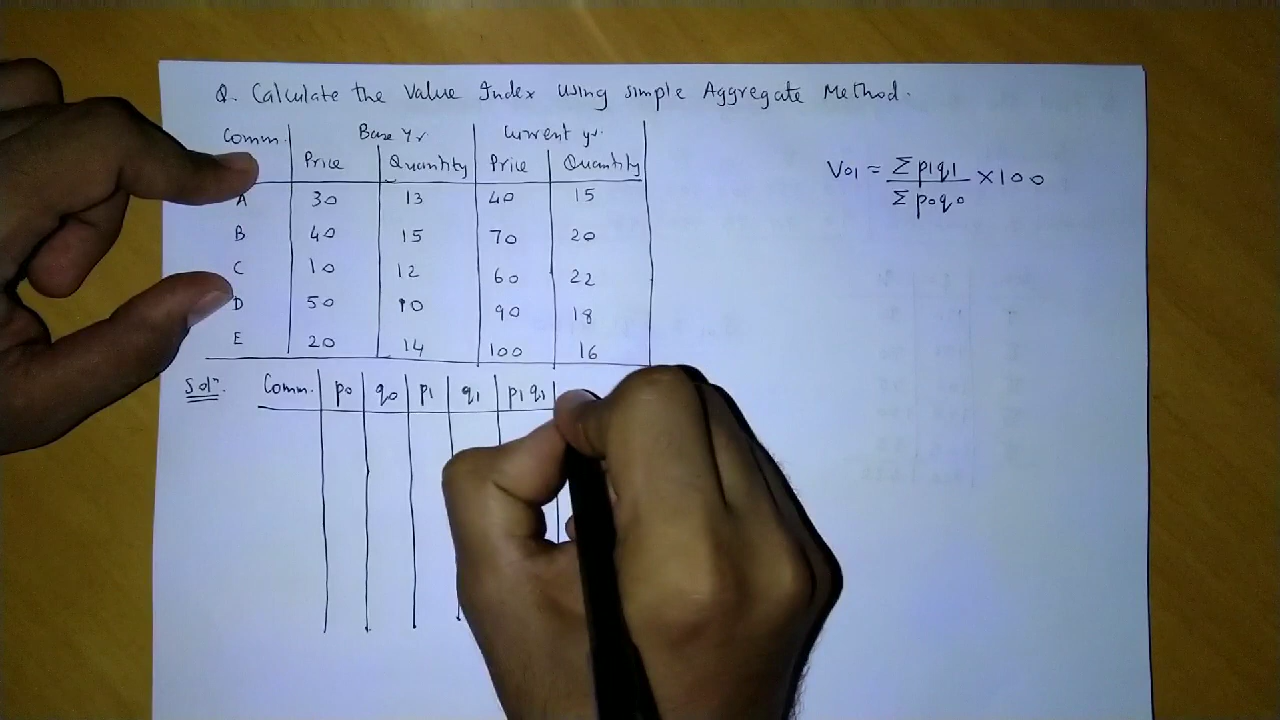 Q. Calculate the Value Index using simple Aggregate Method.
Comm. Base Yr. Current yr.
Price Quantity Price Quantity
A 30 13 40 15
B 40 15 70 20
C 10 12 60 22
D 50 10 90 18
E 20 14 100 16
V01 = Σp1q1 / Σp0q0 × 100
Soln. Comm. p0 q0 p1 q1 p1q1